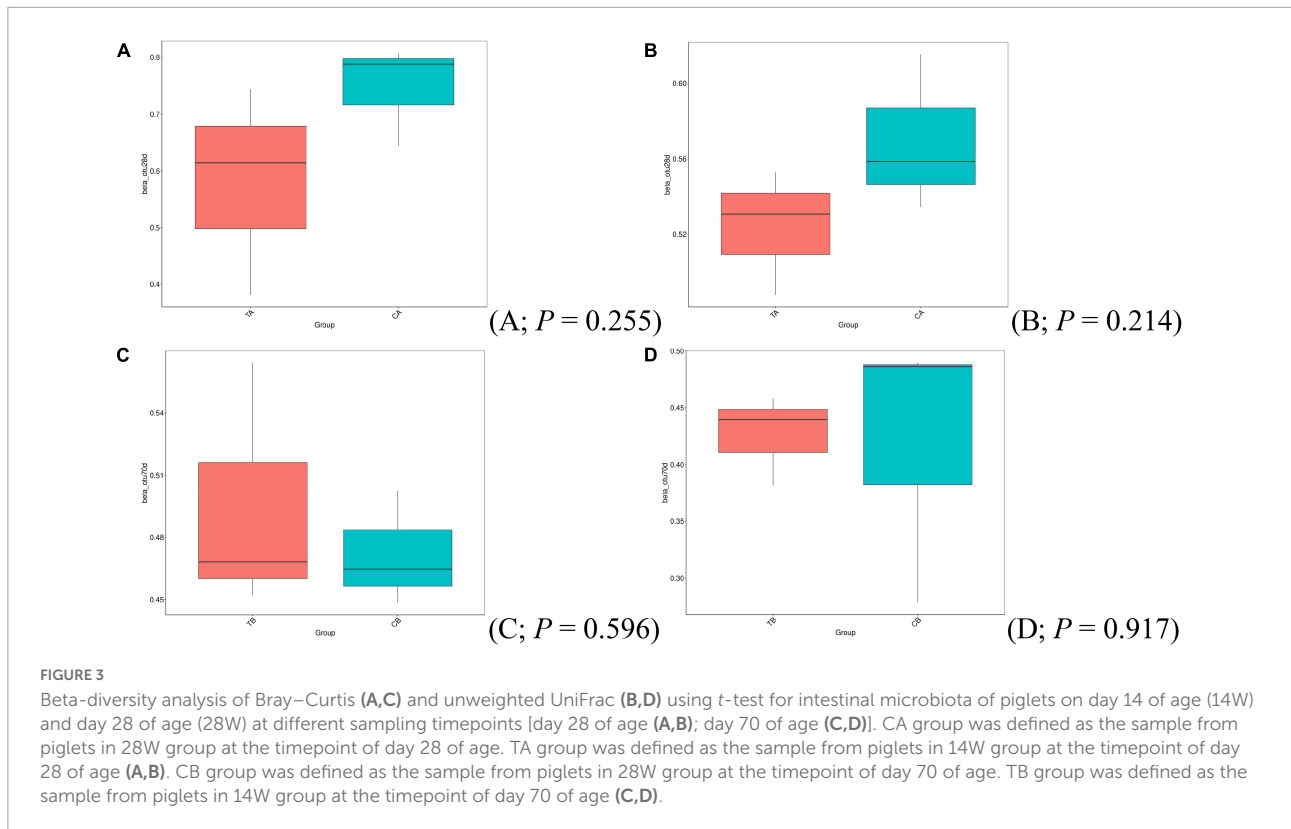 A
0.8
0.7
0.6
0.5
0.4
beta_otu28d
TA
CA
Group
(A; P = 0.255)
B
0.60
0.56
0.52
beta_otu28d
TA
CA
Group
(B; P = 0.214)
C
0.54
0.51
0.48
0.45
beta_otu70d
TB
CB
Group
(C; P = 0.596)
D
0.50
0.45
0.40
0.35
0.30
beta_otu70d
TB
CB
Group
(D; P = 0.917)
FIGURE 3
Beta-diversity analysis of Bray–Curtis (A,C) and unweighted UniFrac (B,D) using t-test for intestinal microbiota of piglets on day 14 of age (14W)
and day 28 of age (28W) at different sampling timepoints [day 28 of age (A,B); day 70 of age (C,D)]. CA group was defined as the sample from
piglets in 28W group at the timepoint of day 28 of age. TA group was defined as the sample from piglets in 14W group at the timepoint of day
28 of age (A,B). CB group was defined as the sample from piglets in 28W group at the timepoint of day 70 of age. TB group was defined as the
sample from piglets in 14W group at the timepoint of day 70 of age (C,D).